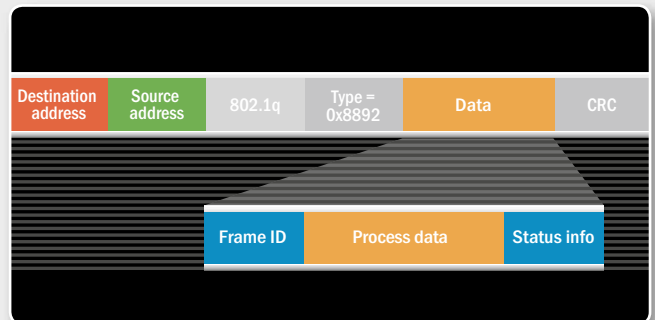 Destination
address
Source
address
802.1q
Type =
0x8892
Data
CRC
Frame ID
Process data
Status info